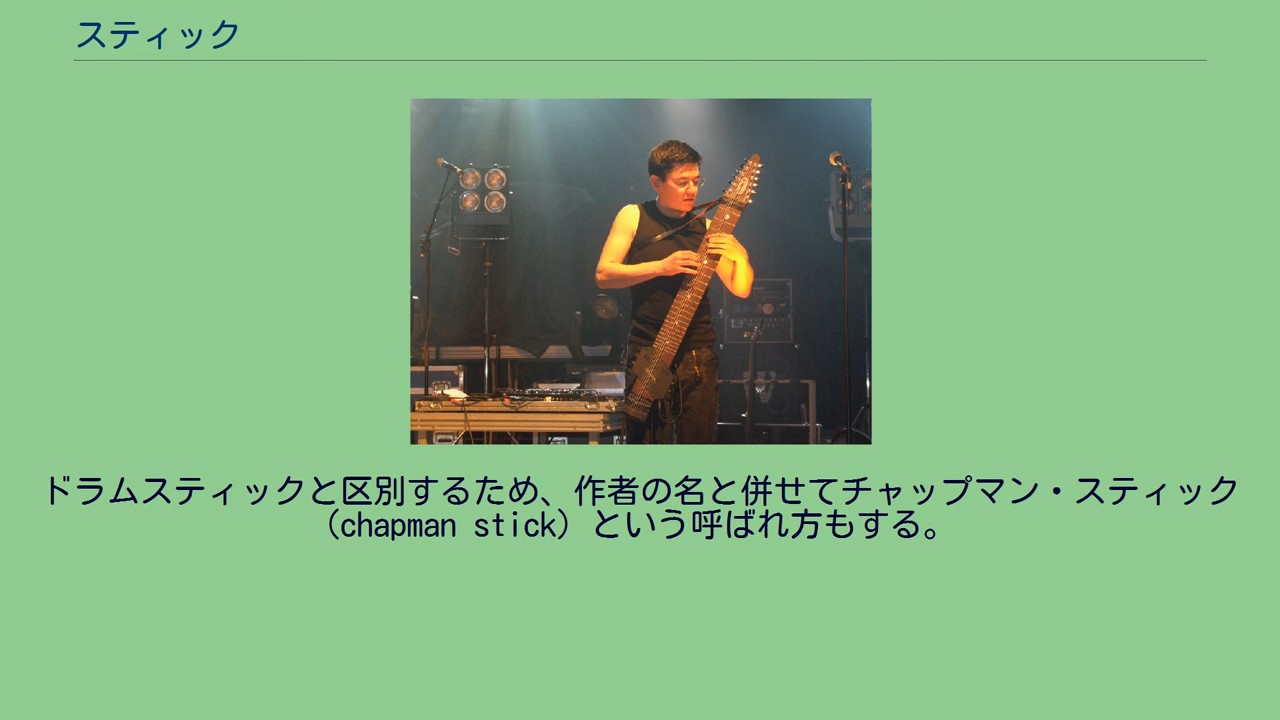 スティック
ドラムスティックと区別するため、作者の名と併せてチャップマン・スティック
（chapman stick）という呼ばれ方もする。